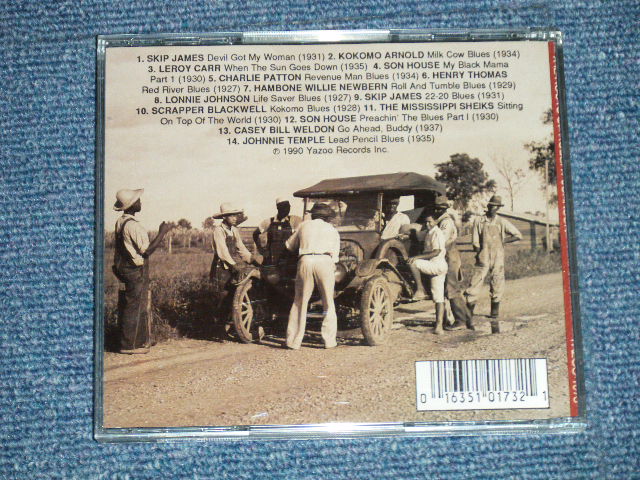 1. SKIP JAMES Devil Got My Woman (1931) 2. KOKOMO ARNOLD Milk Cow Blues (1934)
3. LEROY CARR When The Sun Goes Down (1935) 4. SON HOUSE My Black Mama
Part 1 (1930) 5. CHARLIE PATTON Revenue Man Blues (1934) 6. HENRY THOMAS
Red River Blues (1927) 7. HAMBONE WILLIE NEWBERN Roll And Tumble Blues (1929)
8. LONNIE JOHNSON Life Saver Blues (1927) 9. SKIP JAMES 22-20 Blues (1931)
10. SCRAPPER BLACKWELL Kokomo Blues (1928) 11. THE MISSISSIPPI SHEIKS Sitting
On Top Of The World (1930) 12. SON HOUSE Preachin' The Blues Part I (1930)
13. CASEY BILL WELDON Go Ahead, Buddy (1937)
14. JOHNNIE TEMPLE Lead Pencil Blues (1935)
℗ 1990 Yazoo Records Inc.
0 16351 01732 1